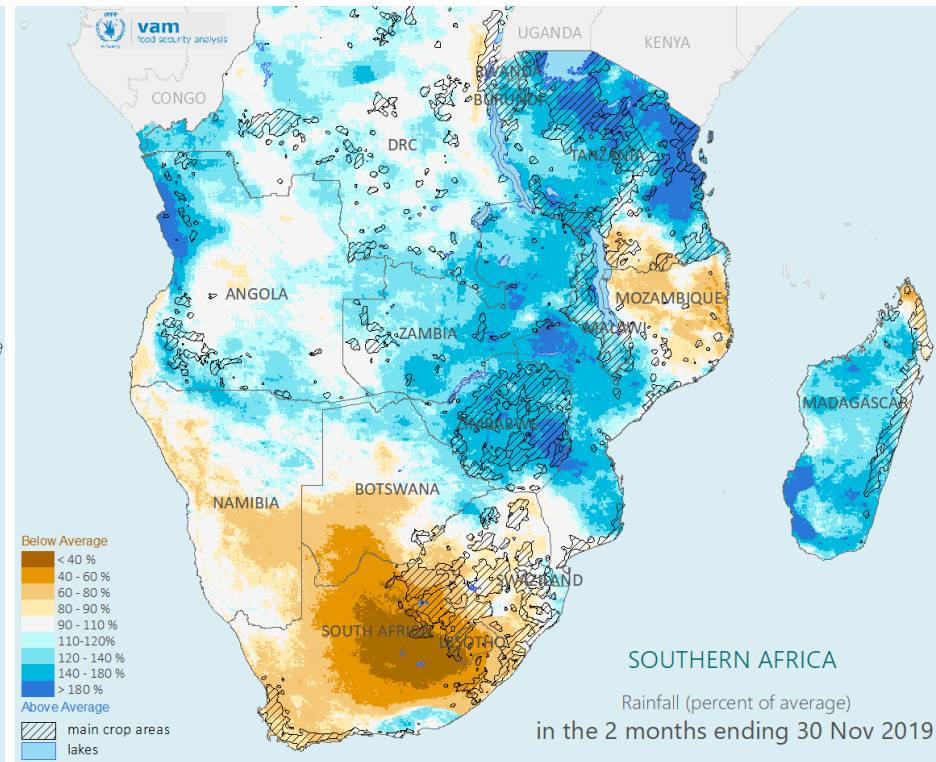 WFP
vam
food security analysis
UGANDA
KENYA
RWANDA
CONGO
BURUNDI
DRC
TANZANIA
ANGOLA
MOZAMBIQUE
ZAMBIA
MALAWI
MADAGASCAR
ZIMBABWE
BOTSWANA
NAMIBIA
Below Average
< 40 %
40 - 60 %
60 - 80 %
80 - 90 %
90 - 110 %
110-120%
120 - 140 %
140 - 180 %
> 180 %
Above Average
main crop areas
lakes
SWAZILAND
SOUTH AFRICA
LESOTHO
SOUTHERN AFRICA
Rainfall (percent of average)
in the 2 months ending 30 Nov 2019